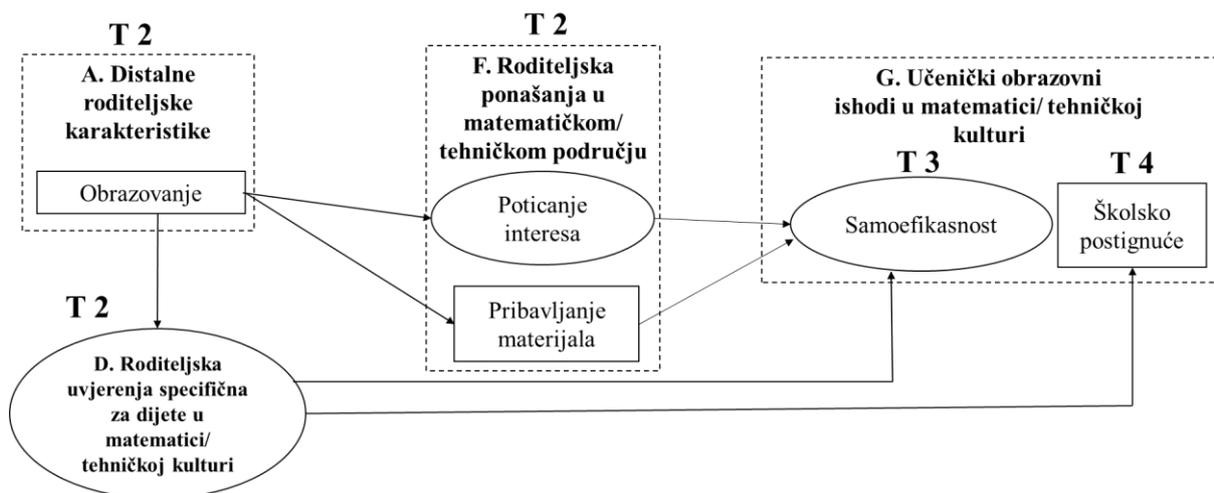 T 2
A. Distalne
roditeljske
karakteristike
Obrazovanje
T 2
F. Roditeljska
ponašanja u
matematičkom/
tehničkom području
Poticanje
interesa
Pribavljanje
materijala
G. Učenički obrazovni
ishodi u matematici/ tehničkoj
kulturi
T 3
Samoefikasnost
T 4
Školsko
postignuće
T 2
D. Roditeljska
uvjerenja specifična
za dijete u
matematici/
tehničkoj kulturi